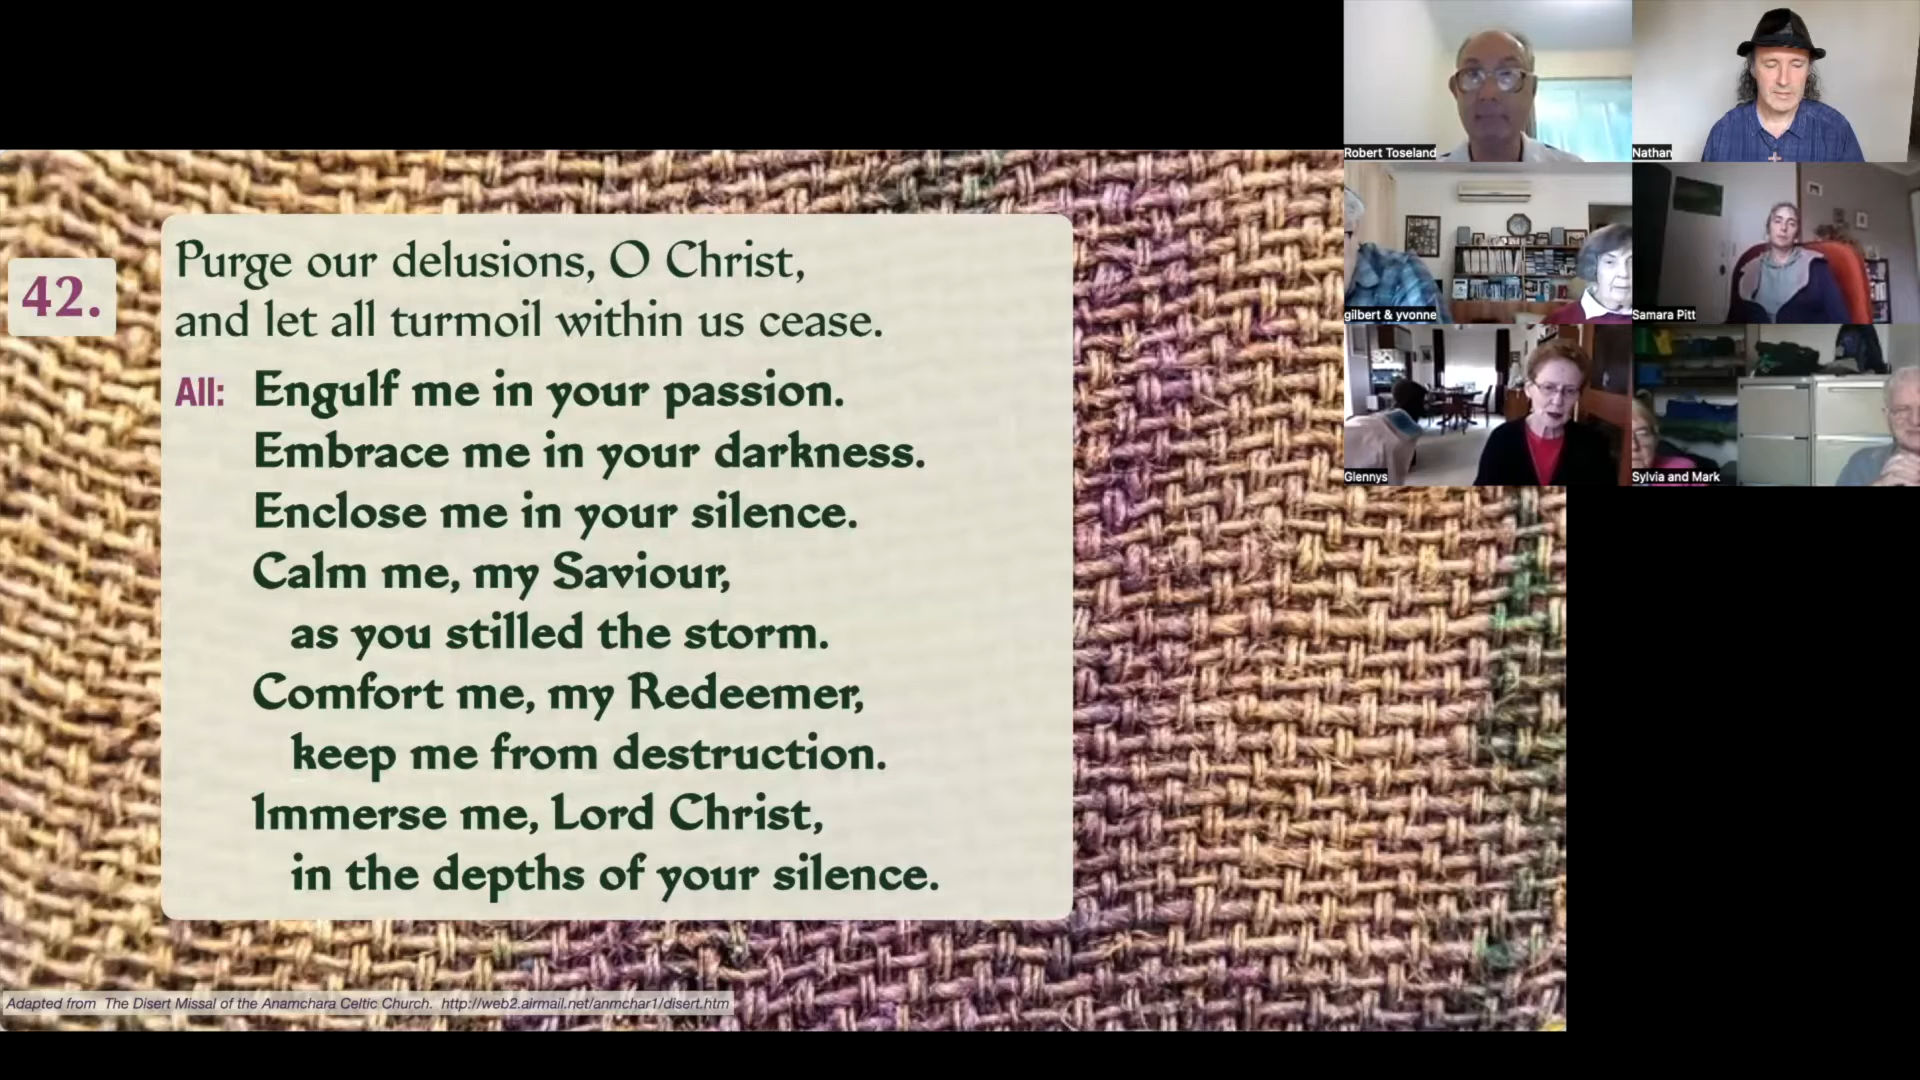 42.
Purge our delusions, O Christ,
and let all turmoil within us cease.
All: Engulf me in your passion.
Embrace me in your darkness.
Enclose me in your silence.
Calm me, my Saviour,
as you stilled the storm.
Comfort me, my Redeemer,
keep me from destruction.
Immerse me, Lord Christ,
in the depths of your silence.
Adapted from The Disert Missal of the Anamchara Celtic Church. http://web2.airmail.net/anmchar1/disert.htm
Robert Toseland
Nathan
gilbert & yvonne
Samara Pitt
Glennys
Sylvia and Mark